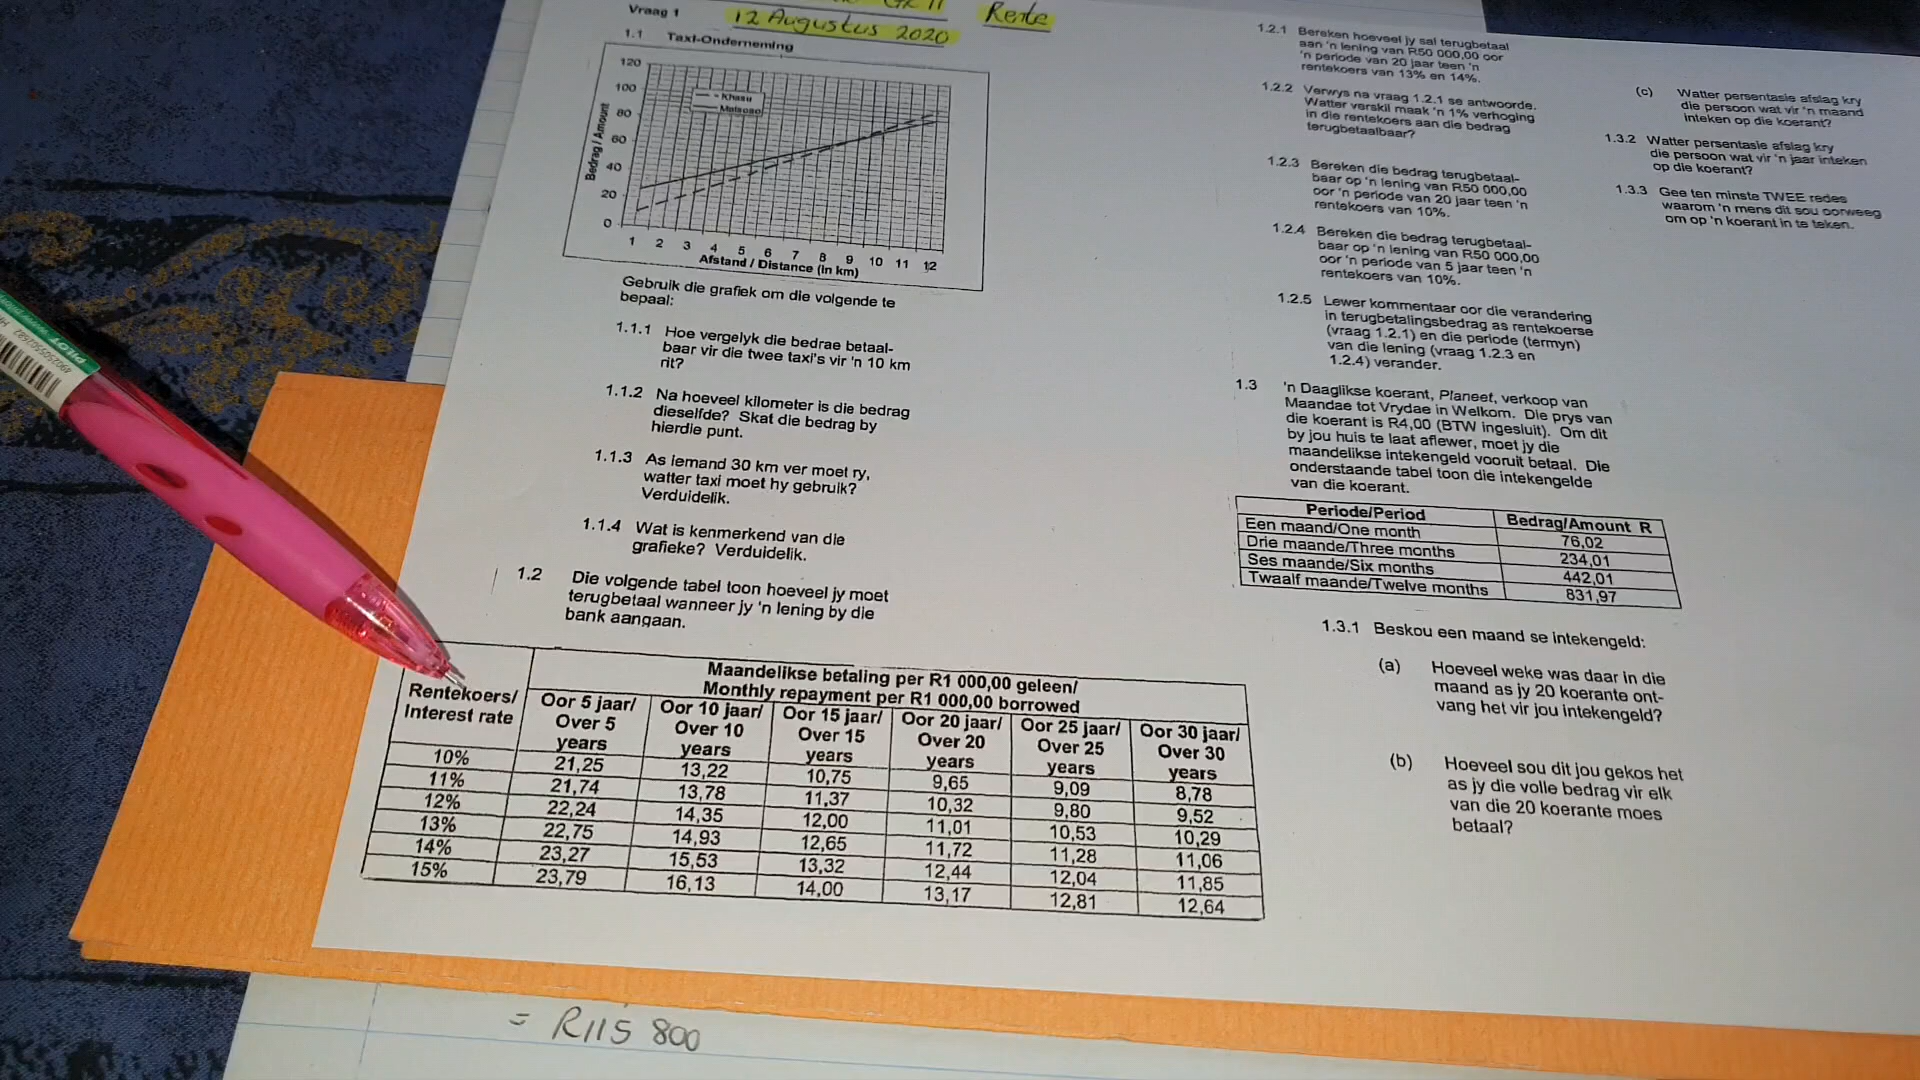 Gr 11 Rente
12 Augustus 2020
Vraag 1
1.1 Taxi-Onderneming
120
100
80
60
40
20
0
Bedrag / Amount
Khasu
Matsoso
1 2 3 4 5 6 7 8 9 10 11 12
Afstand / Distance (in km)
Gebruik die grafiek om die volgende te
bepaal:
1.1.1 Hoe vergelyk die bedrae betaal-
baar vir die twee taxi's vir 'n 10 km
rit?
1.1.2 Na hoeveel kilometer is die bedrag
dieselfde? Skat die bedrag by
hierdie punt.
1.1.3 As iemand 30 km ver moet ry,
watter taxi moet hy gebruik?
Verduidelik.
1.1.4 Wat is kenmerkend van die
grafieke? Verduidelik.
1.2 Die volgende tabel toon hoeveel jy moet
terugbetaal wanneer jy 'n lening by die
bank aangaan.
Rentekoers/
Interest rate
Maandelikse betaling per R1 000,00 geleen/
Monthly repayment per R1 000,00 borrowed
Oor 5 jaar/ Over 5 years
Oor 10 jaar/ Over 10 years
Oor 15 jaar/ Over 15 years
Oor 20 jaar/ Over 20 years
Oor 25 jaar/ Over 25 years
Oor 30 jaar/ Over 30 years
10% 21,25 13,22 10,75 9,65 9,09 8,78
11% 21,74 13,78 11,37 10,32 9,80 9,52
12% 22,24 14,35 12,00 11,01 10,53 10,29
13% 22,75 14,93 12,65 11,72 11,28 11,06
14% 23,27 15,53 13,32 12,44 12,04 11,85
15% 23,79 16,13 14,00 13,17 12,81 12,64
1.2.1 Bereken hoeveel jy sal terugbetaal
aan 'n lening van R50 000,00 oor
'n periode van 20 jaar teen 'n
rentekoers van 13% en 14%.
1.2.2 Verwys na vraag 1.2.1 se antwoorde.
Watter verskil maak 'n 1% verhoging
in die rentekoers aan die bedrag
terugbetaalbaar?
1.2.3 Bereken die bedrag terugbetaal-
baar op 'n lening van R50 000,00
oor 'n periode van 20 jaar teen 'n
rentekoers van 10%.
1.2.4 Bereken die bedrag terugbetaal-
baar op 'n lening van R50 000,00
oor 'n periode van 5 jaar teen 'n
rentekoers van 10%.
1.2.5 Lewer kommentaar oor die verandering
in terugbetalingsbedrag as rentekoerse
(vraag 1.2.1) en die periode (termyn)
van die lening (vraag 1.2.3 en
1.2.4) verander.
1.3 'n Daaglikse koerant, Planeet, verkoop van
Maandae tot Vrydae in Welkom. Die prys van
die koerant is R4,00 (BTW ingesluit). Om dit
by jou huis te laat aflewer, moet jy die
maandelikse intekengeld vooruit betaal. Die
onderstaande tabel toon die intekengelde
van die koerant.
Periode/Period Bedrag/Amount R
Een maand/One month 76,02
Drie maande/Three months 234,01
Ses maande/Six months 442,01
Twaalf maande/Twelve months 831,97
1.3.1 Beskou een maand se intekengeld:
(a) Hoeveel weke was daar in die
maand as jy 20 koerante ont-
vang het vir jou intekengeld?
(b) Hoeveel sou dit jou gekos het
as jy die volle bedrag vir elk
van die 20 koerante moes
betaal?
(c) Watter persentasie afslag kry
die persoon wat vir 'n maand
inteken op die koerant?
1.3.2 Watter persentasie afslag kry
die persoon wat vir 'n jaar inteken
op die koerant?
1.3.3 Gee ten minste TWEE redes
waarom 'n mens dit sou oorweeg
om op 'n koerant in te teken.
= R115 800
PILOT